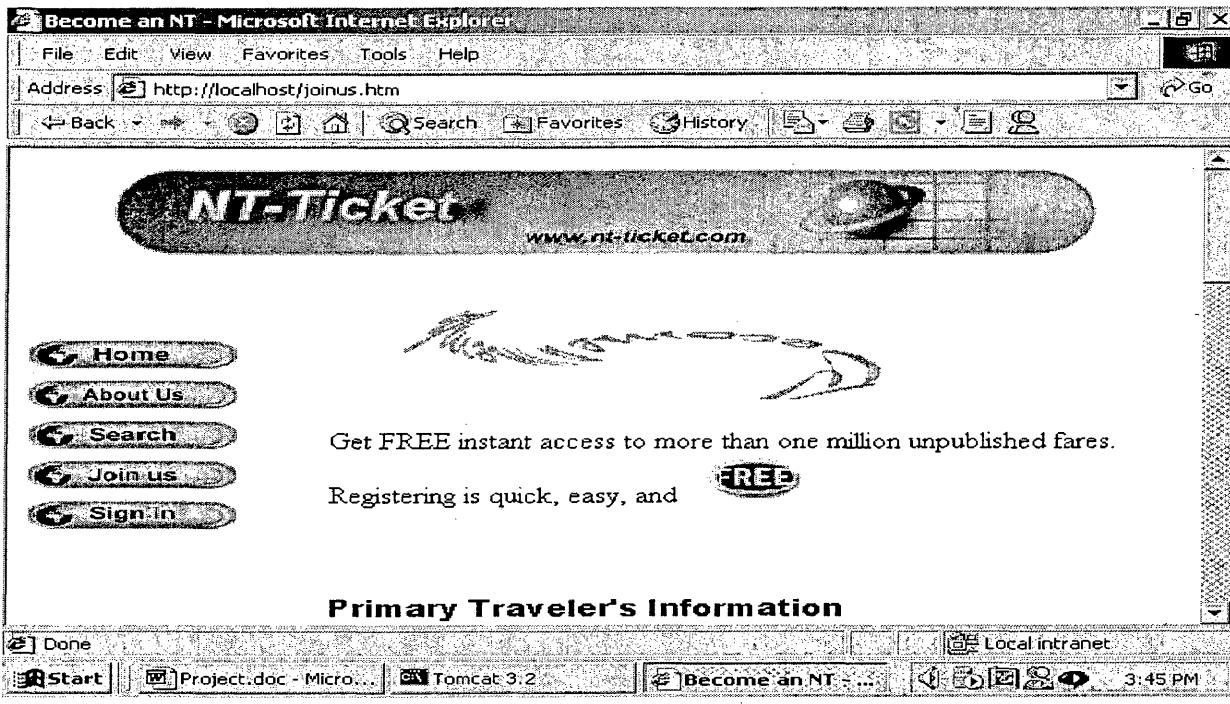 Become an NT - Microsoft Internet Explorer
File Edit View Favorites Tools Help
Address http://localhost/joinus.htm Go
Back Search Favorites History
NT-Ticket
www.nt-ticket.com
Home
About Us
Search
Join us
Sign in
Get FREE instant access to more than one million unpublished fares.
Registering is quick, easy, and FREE
Primary Traveler's Information
Done Local intranet
Start Project.doc - Micro... Tomcat 3.2 Become an NT - ... 3:45 PM